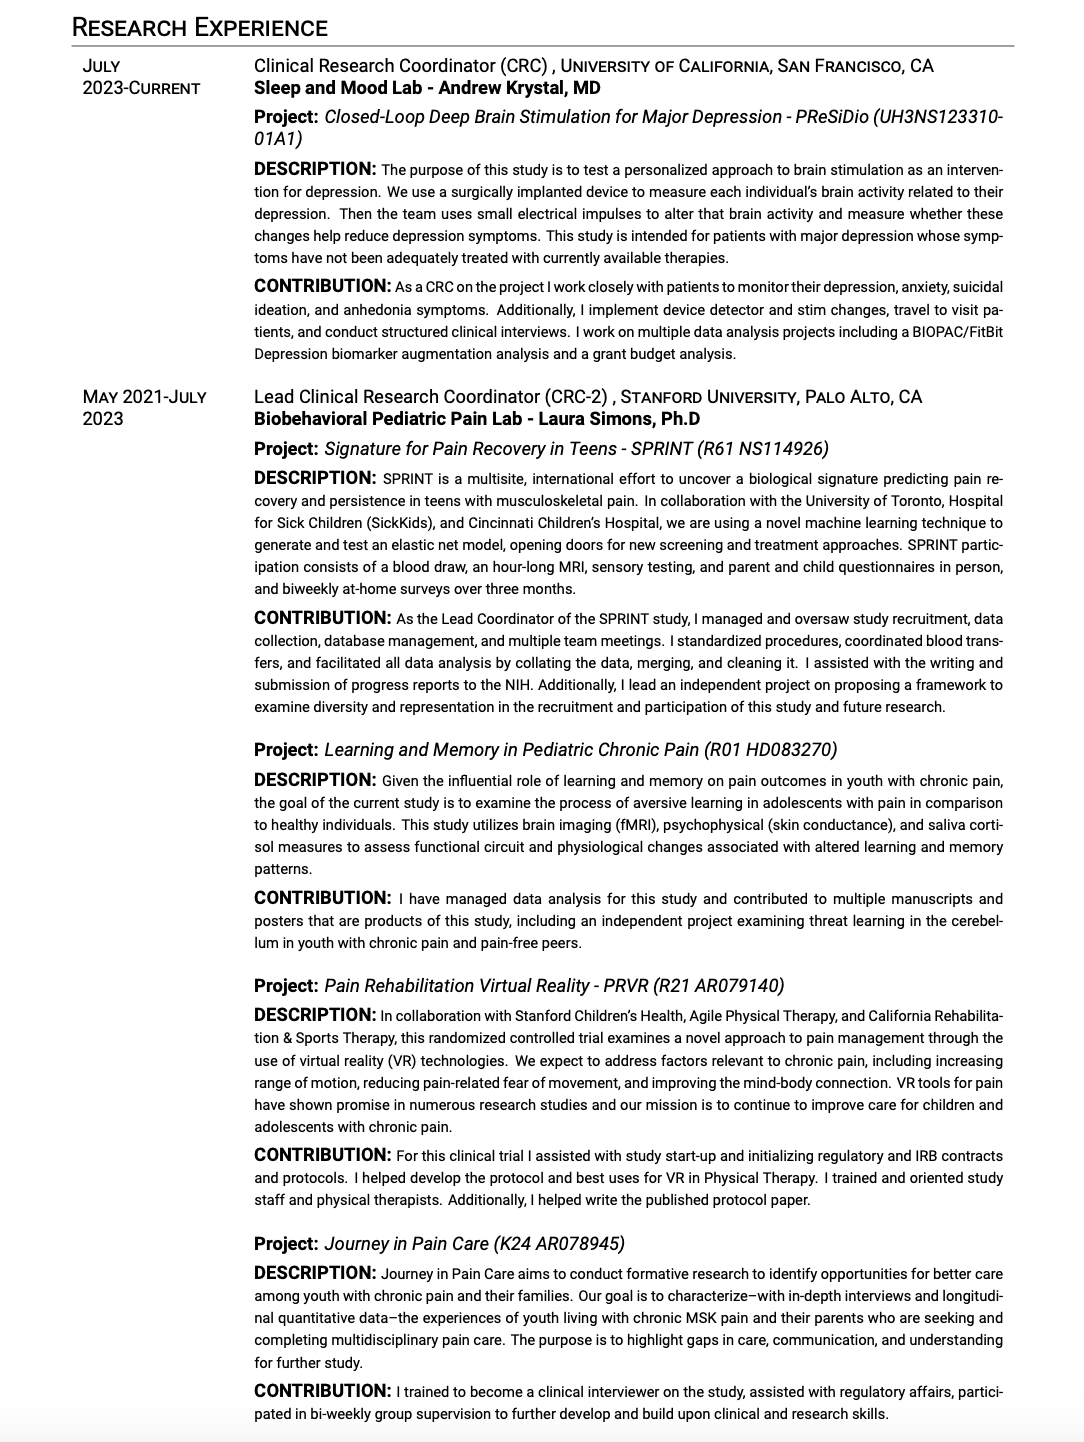 RESEARCH EXPERIENCE
JULY
2023-CURRENT
Clinical Research Coordinator (CRC) , UNIVERSITY OF CALIFORNIA, SAN FRANCISCO, CA
Sleep and Mood Lab - Andrew Krystal, MD
Project: Closed-Loop Deep Brain Stimulation for Major Depression - PReSiDio (UH3NS123310-
01A1)
DESCRIPTION: The purpose of this study is to test a personalized approach to brain stimulation as an interven-
tion for depression. We use a surgically implanted device to measure each individual's brain activity related to their
depression. Then the team uses small electrical impulses to alter that brain activity and measure whether these
changes help reduce depression symptoms. This study is intended for patients with major depression whose symp-
toms have not been adequately treated with currently available therapies.
CONTRIBUTION: As a CRC on the project I work closely with patients to monitor their depression, anxiety, suicidal
ideation, and anhedonia symptoms. Additionally, I implement device detector and stim changes, travel to visit pa-
tients, and conduct structured clinical interviews. I work on multiple data analysis projects including a BIOPAC/FitBit
Depression biomarker augmentation analysis and a grant budget analysis.
MAY 2021-JULY
2023
Lead Clinical Research Coordinator (CRC-2) , STANFORD UNIVERSITY, PALO ALTO, CA
Biobehavioral Pediatric Pain Lab - Laura Simons, Ph.D
Project: Signature for Pain Recovery in Teens - SPRINT (R61 NS114926)
DESCRIPTION: SPRINT is a multisite, international effort to uncover a biological signature predicting pain re-
covery and persistence in teens with musculoskeletal pain. In collaboration with the University of Toronto, Hospital
for Sick Children (SickKids), and Cincinnati Children's Hospital, we are using a novel machine learning technique to
generate and test an elastic net model, opening doors for new screening and treatment approaches. SPRINT partic-
ipation consists of a blood draw, an hour-long MRI, sensory testing, and parent and child questionnaires in person,
and biweekly at-home surveys over three months.
CONTRIBUTION: As the Lead Coordinator of the SPRINT study, I managed and oversaw study recruitment, data
collection, database management, and multiple team meetings. I standardized procedures, coordinated blood trans-
fers, and facilitated all data analysis by collating the data, merging, and cleaning it. I assisted with the writing and
submission of progress reports to the NIH. Additionally, I lead an independent project on proposing a framework to
examine diversity and representation in the recruitment and participation of this study and future research.
Project: Learning and Memory in Pediatric Chronic Pain (R01 HD083270)
DESCRIPTION: Given the influential role of learning and memory on pain outcomes in youth with chronic pain,
the goal of the current study is to examine the process of aversive learning in adolescents with pain in comparison
to healthy individuals. This study utilizes brain imaging (fMRI), psychophysical (skin conductance), and saliva corti-
sol measures to assess functional circuit and physiological changes associated with altered learning and memory
patterns.
CONTRIBUTION: I have managed data analysis for this study and contributed to multiple manuscripts and
posters that are products of this study, including an independent project examining threat learning in the cerebel-
lum in youth with chronic pain and pain-free peers.
Project: Pain Rehabilitation Virtual Reality - PRVR (R21 AR079140)
DESCRIPTION: In collaboration with Stanford Children's Health, Agile Physical Therapy, and California Rehabilita-
tion & Sports Therapy, this randomized controlled trial examines a novel approach to pain management through the
use of virtual reality (VR) technologies. We expect to address factors relevant to chronic pain, including increasing
range of motion, reducing pain-related fear of movement, and improving the mind-body connection. VR tools for pain
have shown promise in numerous research studies and our mission is to continue to improve care for children and
adolescents with chronic pain.
CONTRIBUTION: For this clinical trial I assisted with study start-up and initializing regulatory and IRB contracts
and protocols. I helped develop the protocol and best uses for VR in Physical Therapy. I trained and oriented study
staff and physical therapists. Additionally, I helped write the published protocol paper.
Project: Journey in Pain Care (K24 AR078945)
DESCRIPTION: Journey in Pain Care aims to conduct formative research to identify opportunities for better care
among youth with chronic pain and their families. Our goal is to characterize–with in-depth interviews and longitudi-
nal quantitative data–the experiences of youth living with chronic MSK pain and their parents who are seeking and
completing multidisciplinary pain care. The purpose is to highlight gaps in care, communication, and understanding
for further study.
CONTRIBUTION: I trained to become a clinical interviewer on the study, assisted with regulatory affairs, partici-
pated in bi-weekly group supervision to further develop and build upon clinical and research skills.